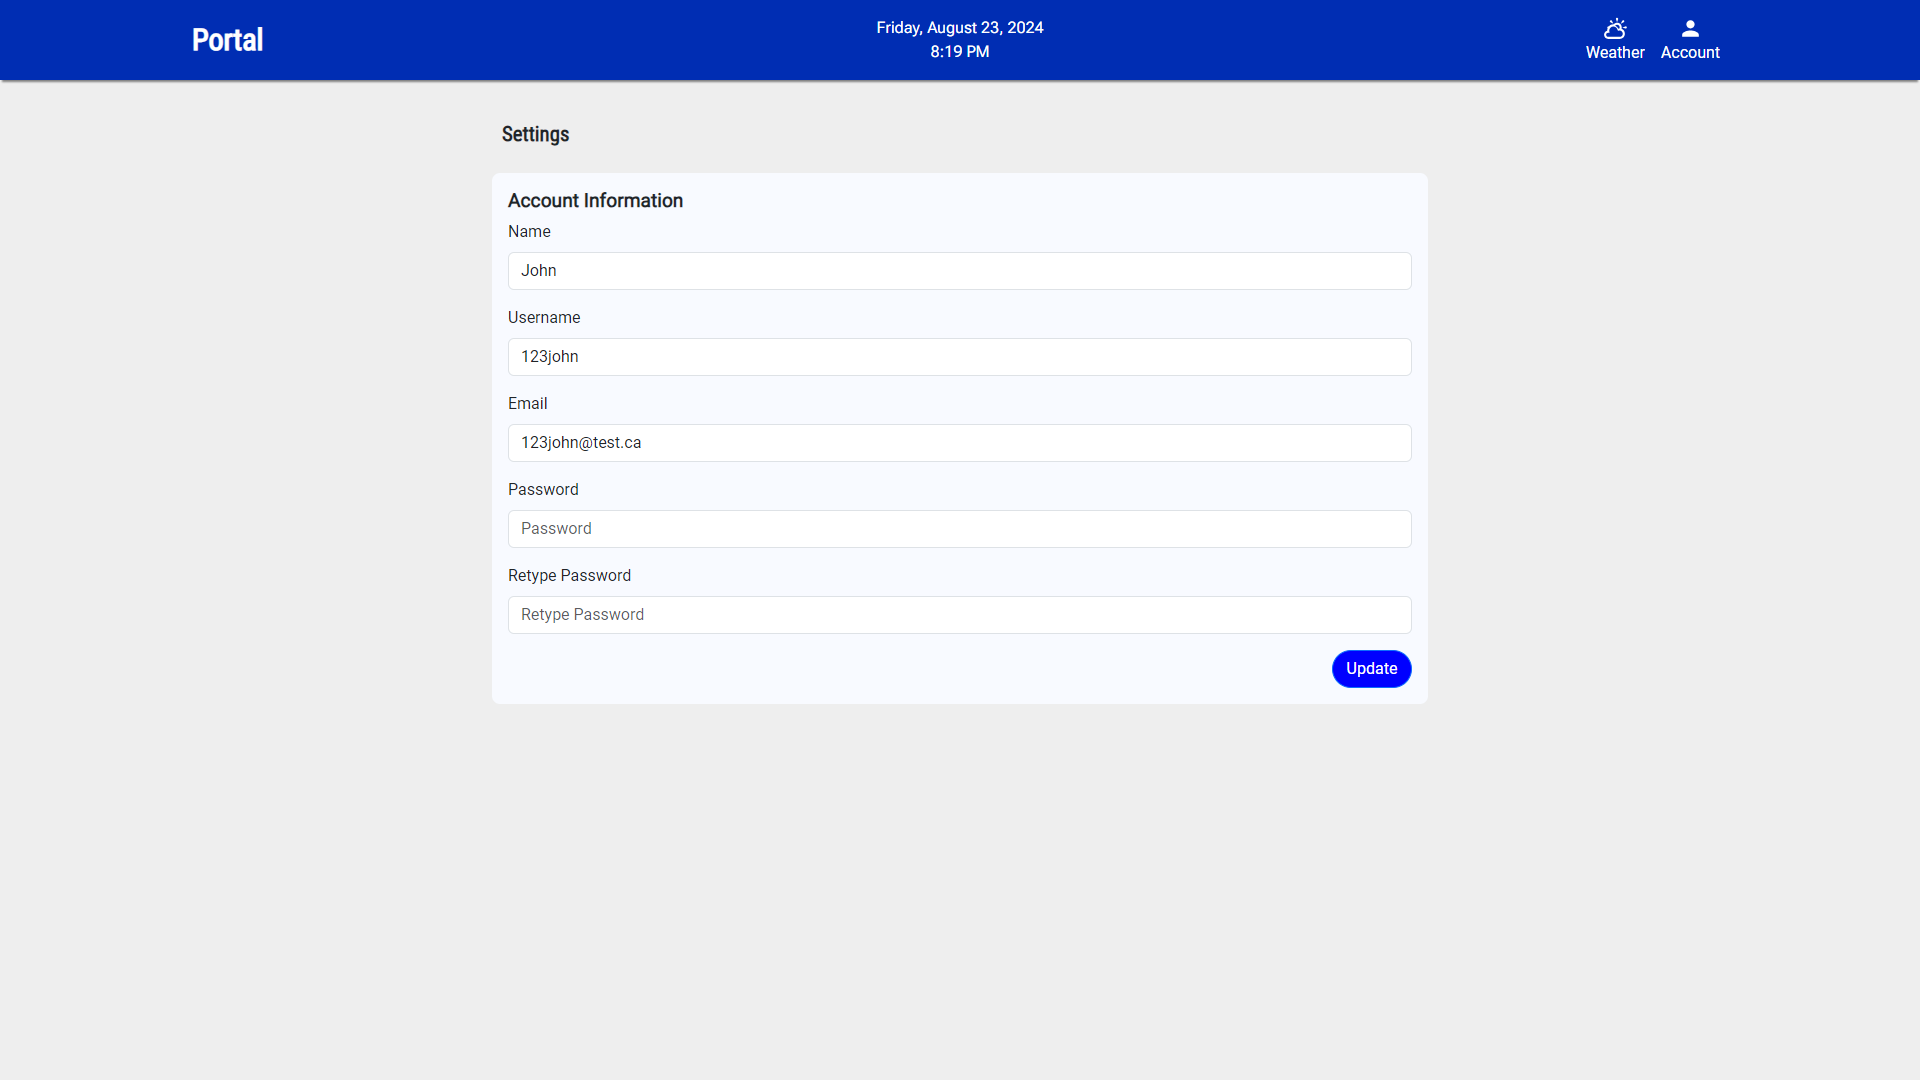 Portal
Friday, August 23, 2024
8:19 PM
Weather
Account
Settings
Account Information
Name
John
Username
123john
Email
123john@test.ca
Password
Password
Retype Password
Retype Password
Update